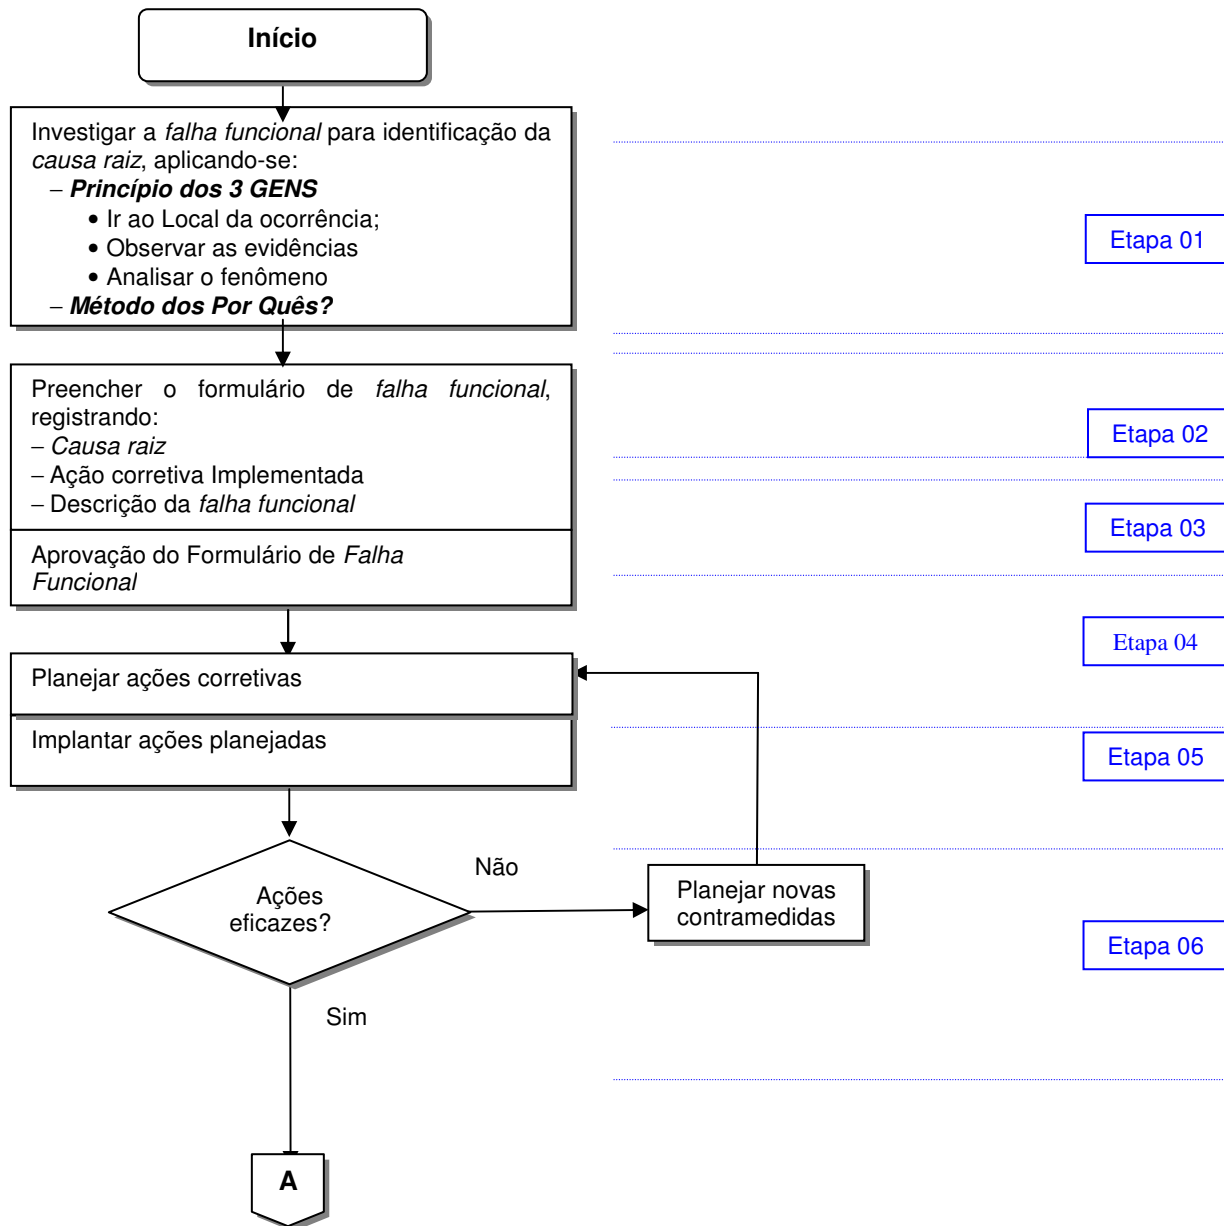 Início
Investigar a falha funcional para identificação da
causa raiz, aplicando-se:
– Princípio dos 3 GENS
• Ir ao Local da ocorrência;
• Observar as evidências
• Analisar o fenômeno
– Método dos Por Quês?
Etapa 01
Preencher o formulário de falha funcional,
registrando:
– Causa raiz
– Ação corretiva Implementada
– Descrição da falha funcional
Etapa 02
Aprovação do Formulário de Falha
Funcional
Etapa 03
Planejar ações corretivas
Etapa 04
Implantar ações planejadas
Etapa 05
Ações
eficazes?
Não
Planejar novas
contramedidas
Etapa 06
Sim
A